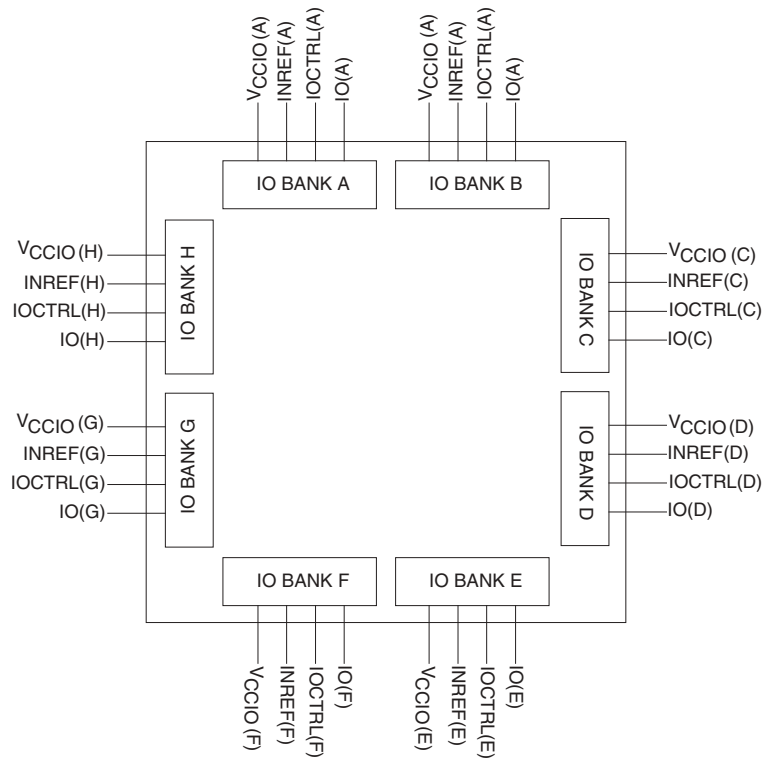 VCCIO (A)
INREF(A)
IOCTRL(A)
IO(A)
VCCIO (A)
INREF(A)
IOCTRL(A)
IO(A)
IO BANK A
IO BANK B
VCCIO (H)
INREF(H)
IOCTRL(H)
IO(H)
IO BANK H
IO BANK C
VCCIO (C)
INREF(C)
IOCTRL(C)
IO(C)
VCCIO (G)
INREF(G)
IOCTRL(G)
IO(G)
IO BANK G
IO BANK D
VCCIO (D)
INREF(D)
IOCTRL(D)
IO(D)
IO BANK F
IO BANK E
VCCIO (F)
INREF(F)
IOCTRL(F)
IO(F)
VCCIO(E)
INREF(E)
IOCTRL(E)
IO(E)